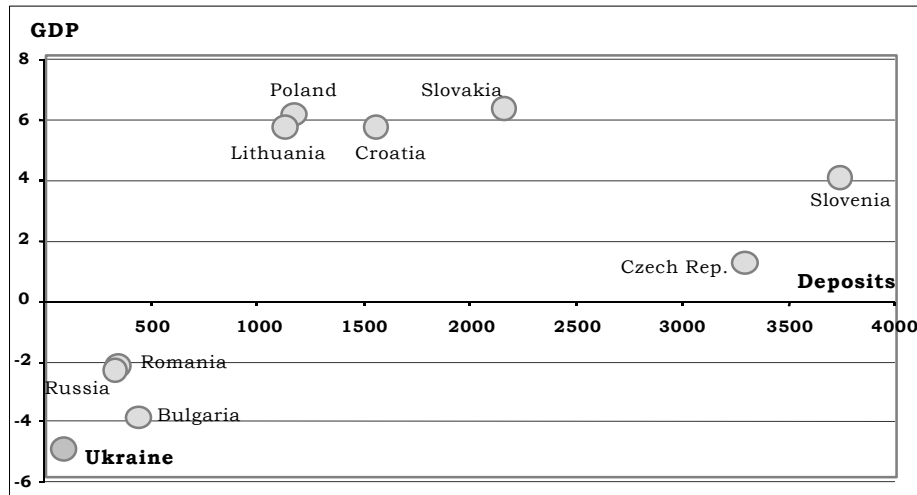 GDP
8
Poland Slovakia
6
Lithuania Croatia
4
Slovenia
2
Czech Rep.
Deposits
0
500 1000 1500 2000 2500 3000 3500 4000
-2
Romania
Russia
-4
Bulgaria
Ukraine
-6